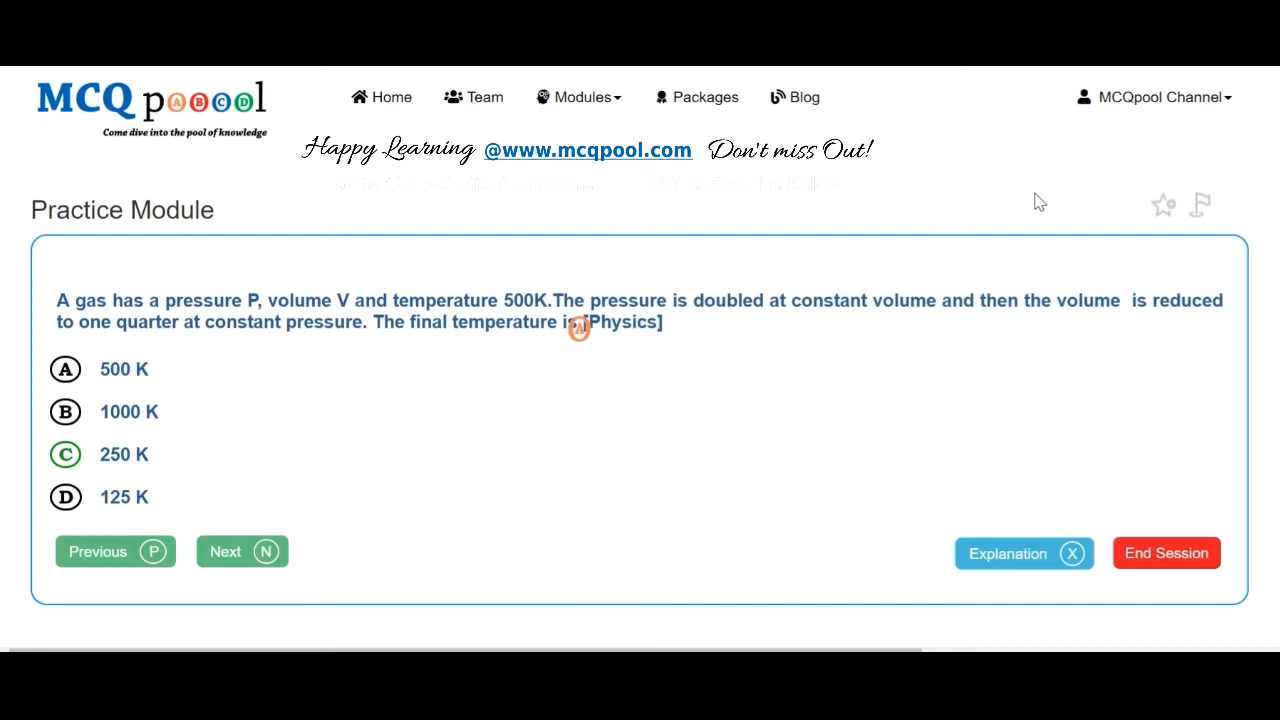 MCQ pooool
Come dive into the pool of knowledge
Home Team Modules Packages Blog MCQpool Channel
Happy Learning @www.mcqpool.com Don't miss Out!
Practice Module
A gas has a pressure P, volume V and temperature 500K.The pressure is doubled at constant volume and then the volume is reduced
to one quarter at constant pressure. The final temperature is [Physics]
A
A 500 K
B 1000 K
C 250 K
D 125 K
Previous P Next N Explanation X End Session